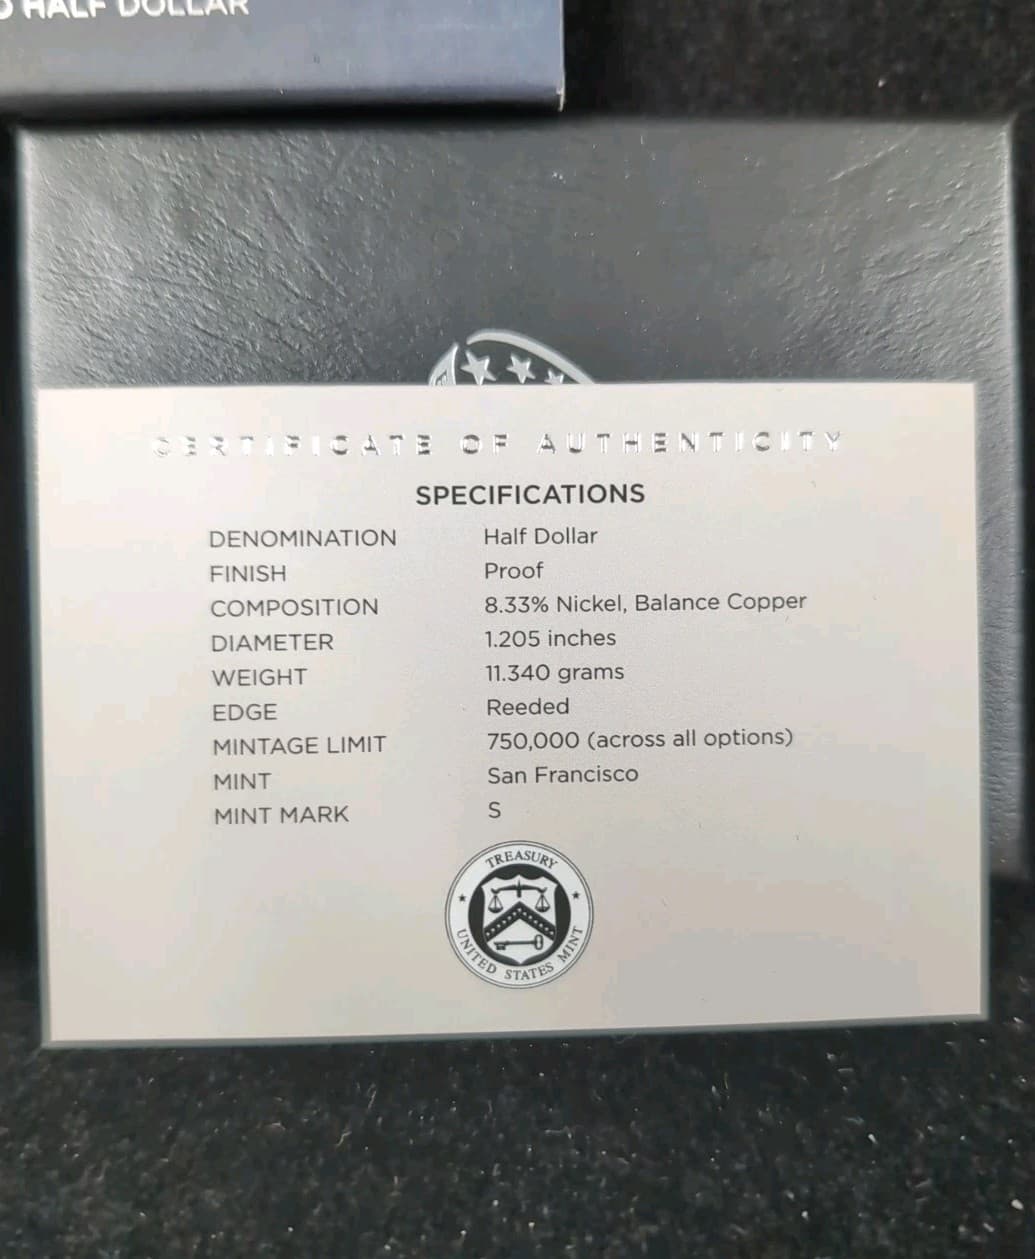 HALF DOLLAR
CERTIFICATE OF AUTHENTICITY
SPECIFICATIONS
DENOMINATION Half Dollar
FINISH Proof
COMPOSITION 8.33% Nickel, Balance Copper
DIAMETER 1.205 inches
WEIGHT 11.340 grams
EDGE Reeded
MINTAGE LIMIT 750,000 (across all options)
MINT San Francisco
MINT MARK S
TREASURY
UNITED STATES MINT